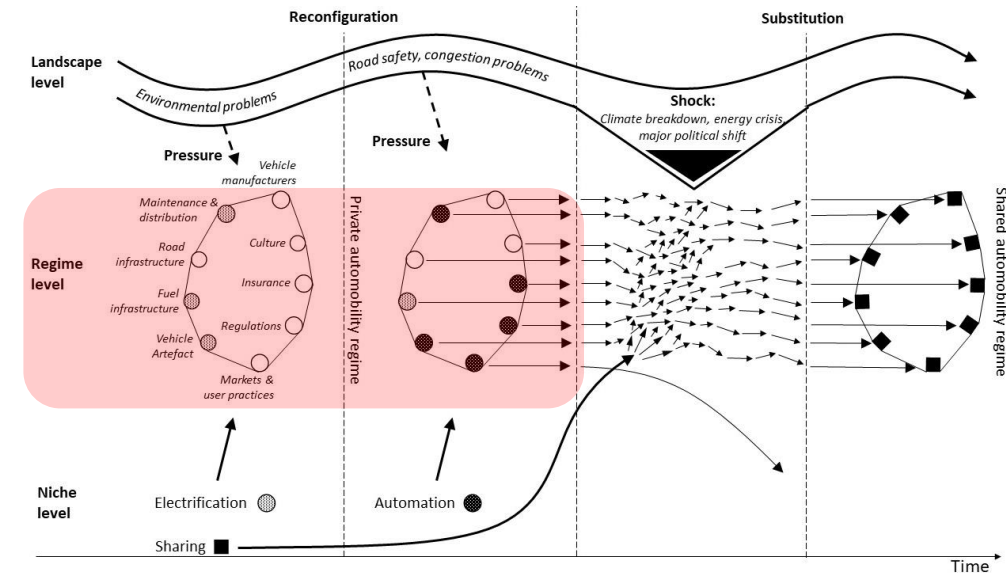 Reconfiguration
Substitution
Landscape
level
Road safety, congestion problems
Environmental problems
Shock:
Climate breakdown, energy crisis,
major political shift
Pressure
Pressure
Vehicle
manufacturers
Maintenance &
distribution
Culture
Road
infrastructure
Insurance
Regime
level
Fuel
infrastructure
Regulations
Vehicle
Artefact
Markets &
user practices
Private automobility regime
Shared automobility regime
Niche
level
Electrification
Automation
Sharing
Time